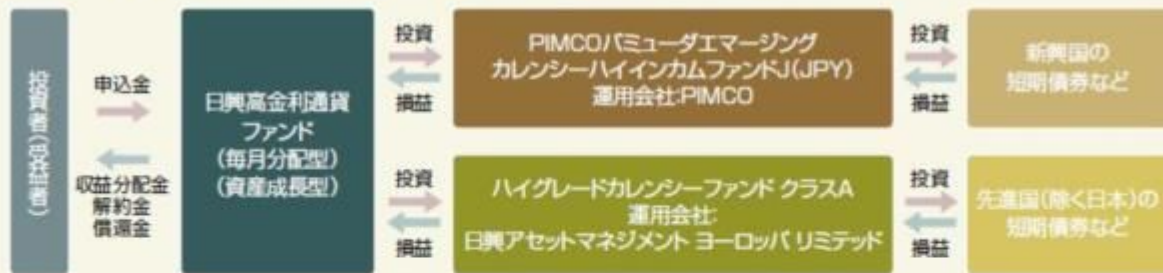 投資者(受益者)
申込金
収益分配金
解約金
償還金
日興高金利通貨
ファンド
(毎月分配型)
(資産成長型)
投資
損益
PIMCOバミューダエマージング
カレンシーハイインカムファンドJ(JPY)
運用会社:PIMCO
投資
損益
新興国の
短期債券など
投資
損益
ハイグレードカレンシーファンド クラスA
運用会社:
日興アセットマネジメント ヨーロッパ リミテッド
投資
損益
先進国(除く日本)の
短期債券など